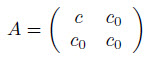 A = ( c c₀
c₀ c₀ )